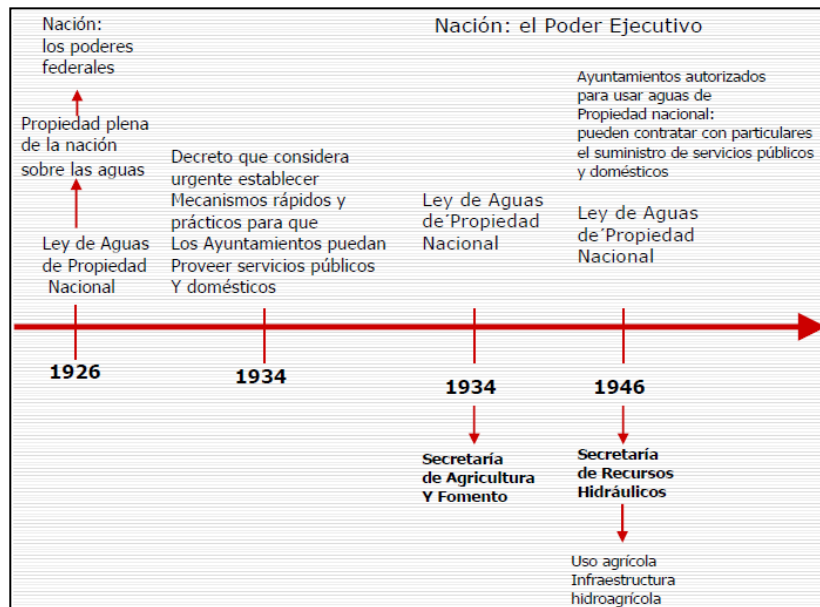 Nación:
los poderes
federales
Propiedad plena
de la nación
sobre las aguas
Ley de Aguas
de Propiedad
Nacional
1926
Decreto que considera
urgente establecer
Mecanismos rápidos y
prácticos para que
Los Ayuntamientos puedan
Proveer servicios públicos
Y domésticos
1934
Nación: el Poder Ejecutivo
Ley de Aguas
de´Propiedad
Nacional
1934
Secretaría
de Agricultura
Y Fomento
Ayuntamientos autorizados
para usar aguas de
Propiedad nacional:
pueden contratar con particulares
el suministro de servicios públicos
y domésticos
Ley de Aguas
de´Propiedad
Nacional
1946
Secretaría
de Recursos
Hidráulicos
Uso agrícola
Infraestructura
hidroagrícola